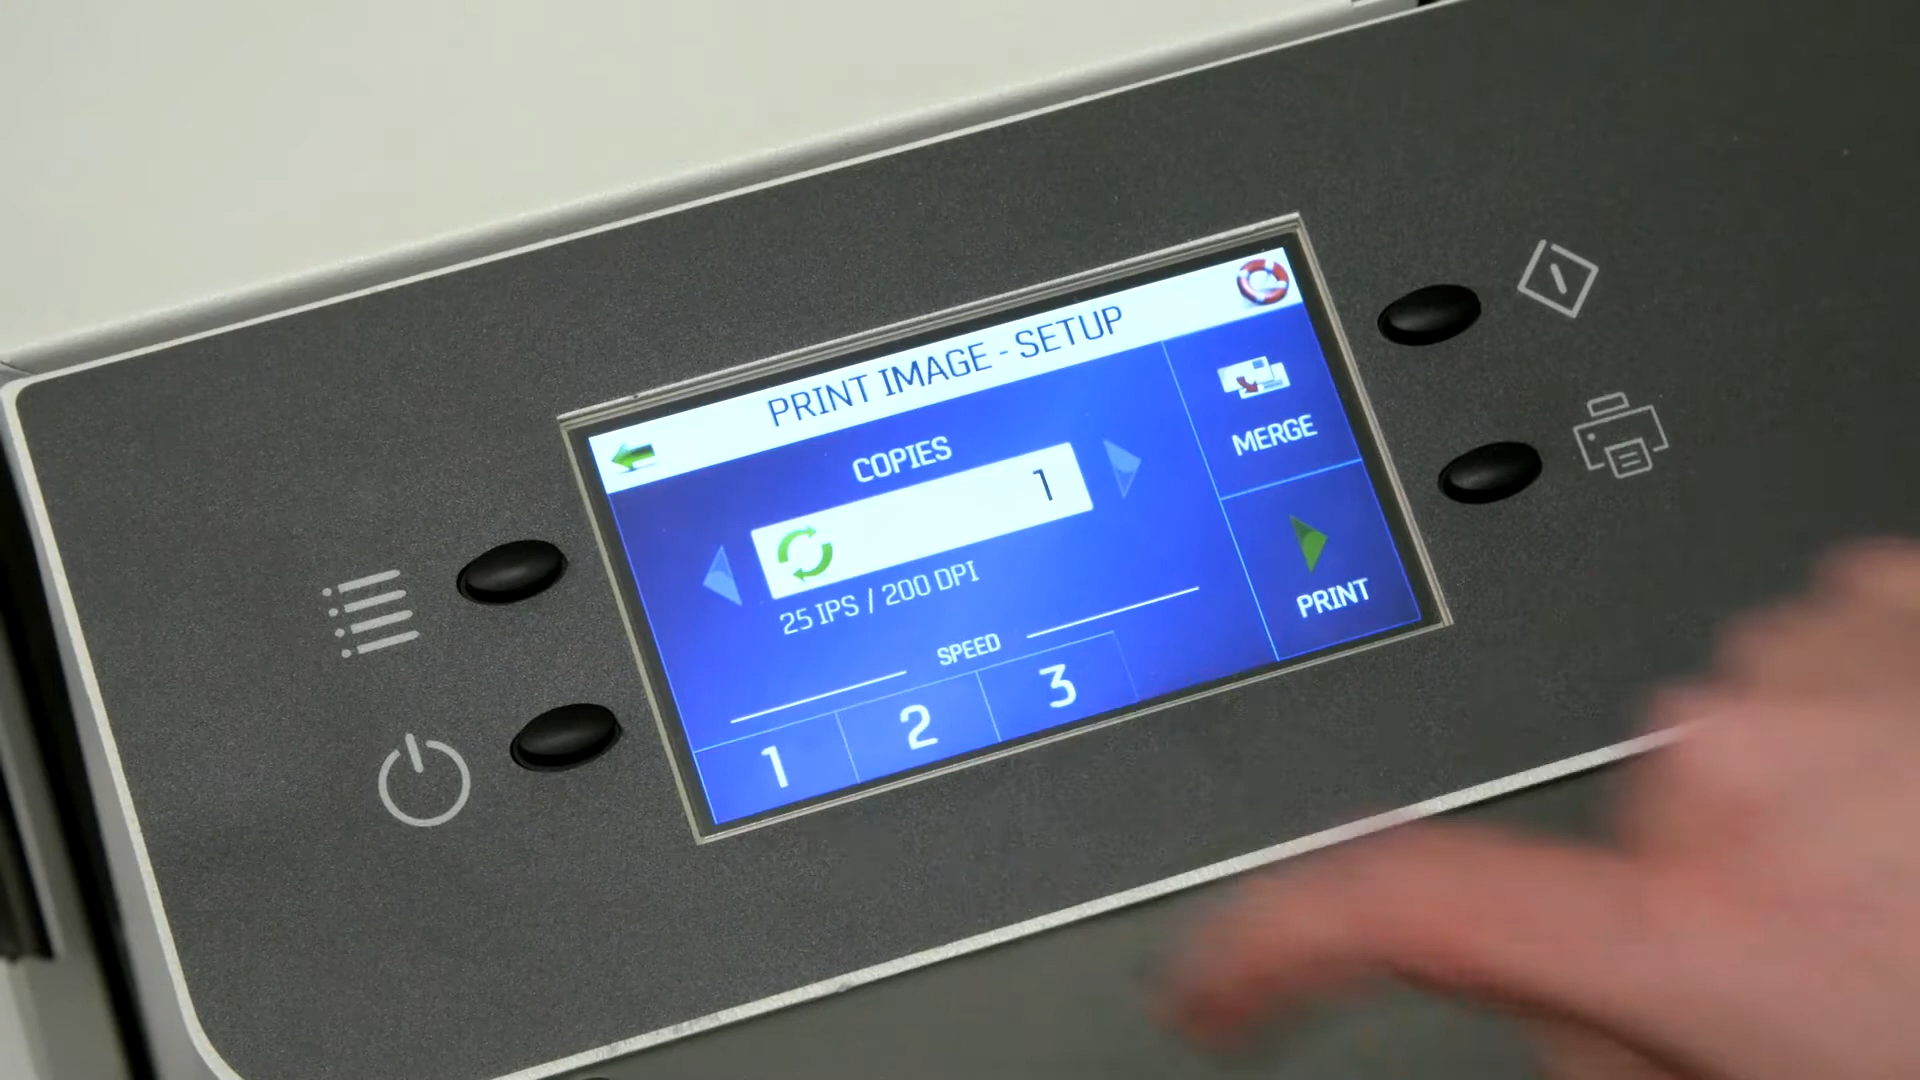 PRINT IMAGE - SETUP
COPIES
1
25 IPS / 200 DPI
SPEED
1 2 3
MERGE
PRINT